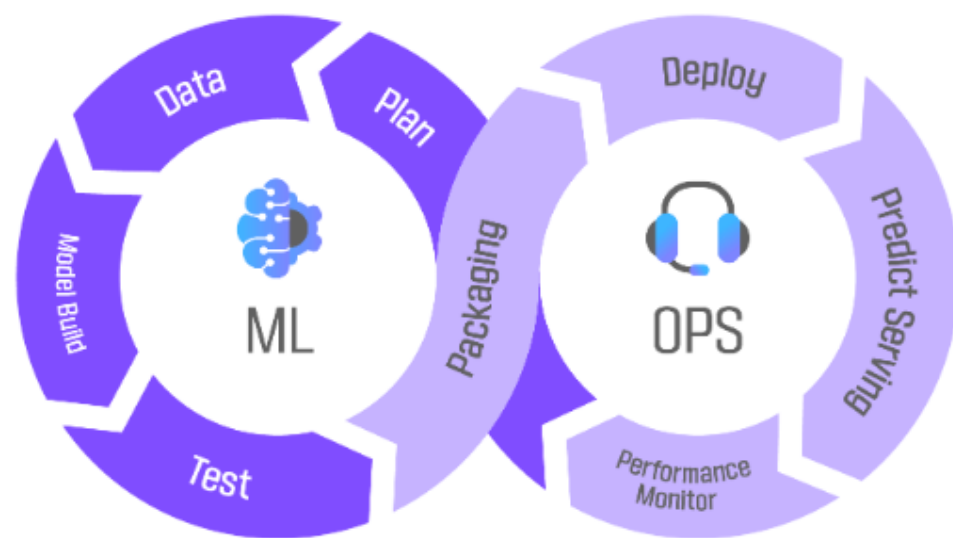 Data
Plan
Model Build
Test
ML
Packaging
Deploy
Predict Serving
Performance
Monitor
OPS